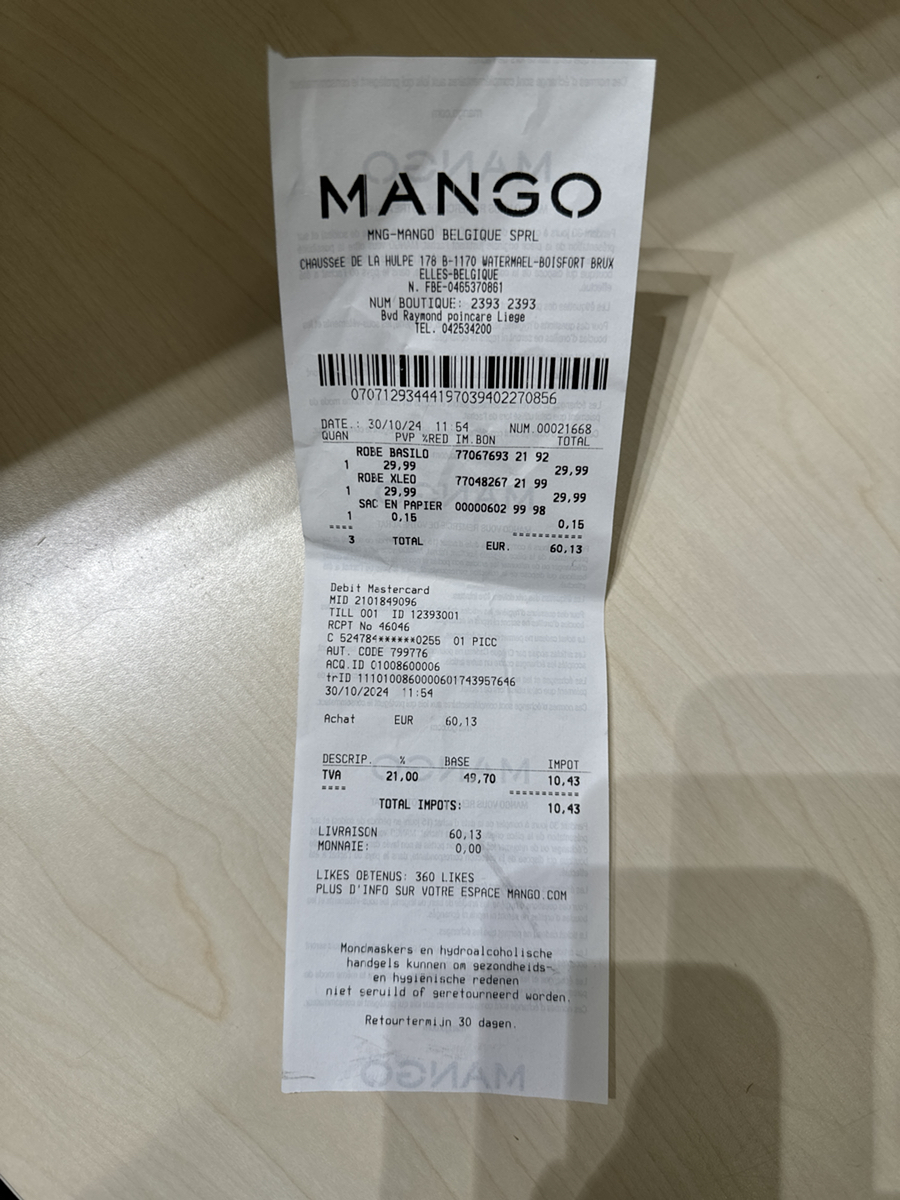 MANGO
MNG-MANGO BELGIQUE SPRL
CHAUSSéE DE LA HULPE 178 B-1170 WATERMAEL-BOISFORT BRUX
ELLES-BELGIQUE
N. FBE-0465370861
NUM BOUTIQUE: 2393 2393
Bvd Raymond poincare Liege
TEL. 042534200
07071293444197039402270856
DATE.: 30/10/24 11 54 NUM.00021668
QUAN PVP %RED IM.BON TOTAL
ROBE BASILO 77067693 21 92
1 29,99 29,99
ROBE XLEO 77048267 21 99
1 29,99 29,99
SAC EN PAPIER 00000602 99 98
1 0,15 0,15
==== ===========
3 TOTAL EUR. 60,13
Debit Mastercard
MID 2101849096
TILL 001 ID 12393001
RCPT No 46046
C 524784******0255 01 PICC
AUT. CODE 799776
ACQ.ID 01008600006
trID 1110100860000601743957646
30/10/2024 11:54
Achat EUR 60,13
DESCRIP. % BASE IMPOT
TVA 21,00 49,70 10,43
==== ===========
TOTAL IMPOTS: 10,43
LIVRAISON 60,13
MONNAIE: 0,00
LIKES OBTENUS: 360 LIKES
PLUS D'INFO SUR VOTRE ESPACE MANGO.COM
Mondmaskers en hydroalcoholische
handgels kunnen om gezondheids-
en hygiënische redenen
niet geruild of geretourneerd worden.
Retourtermijn 30 dagen.